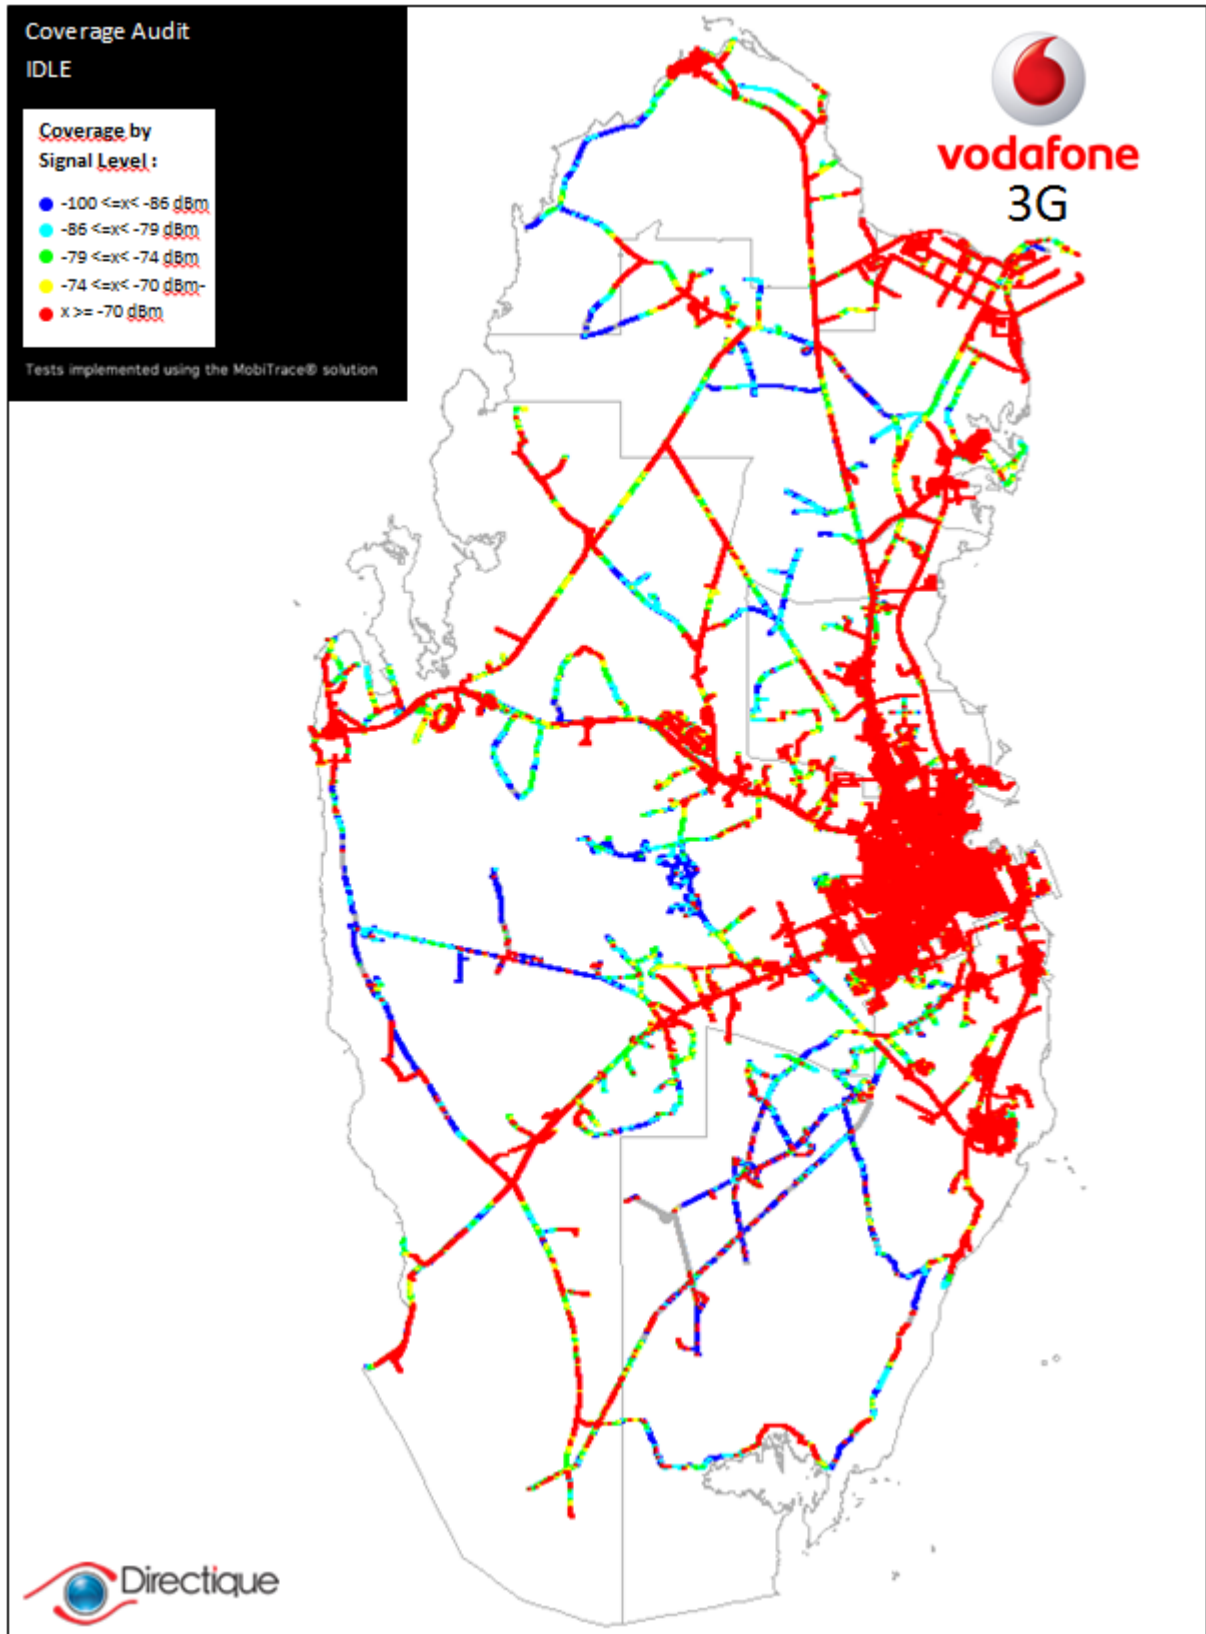 Coverage Audit
IDLE
Coverage by
Signal Level :
-100 <=x< -86 dBm
-86 <=x< -79 dBm
-79 <=x< -74 dBm
-74 <=x< -70 dBm-
x >= -70 dBm
Tests implemented using the MobiTrace® solution
vodafone
3G
Directique